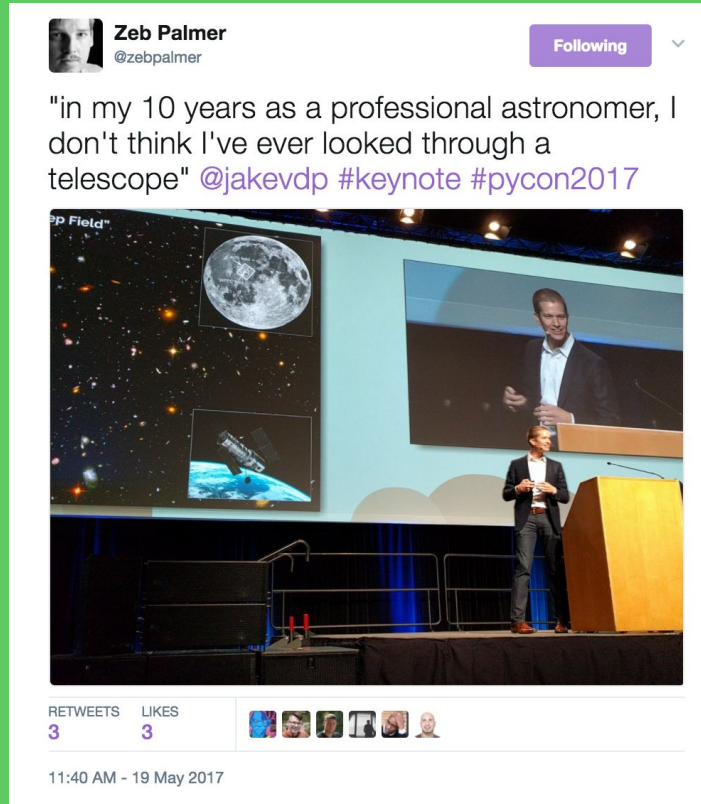 Zeb Palmer
@zebpalmer
Following
"in my 10 years as a professional astronomer, I
don't think I've ever looked through a
telescope" @jakevdp #keynote #pycon2017
ep Field"
RETWEETS LIKES
3 3
11:40 AM - 19 May 2017